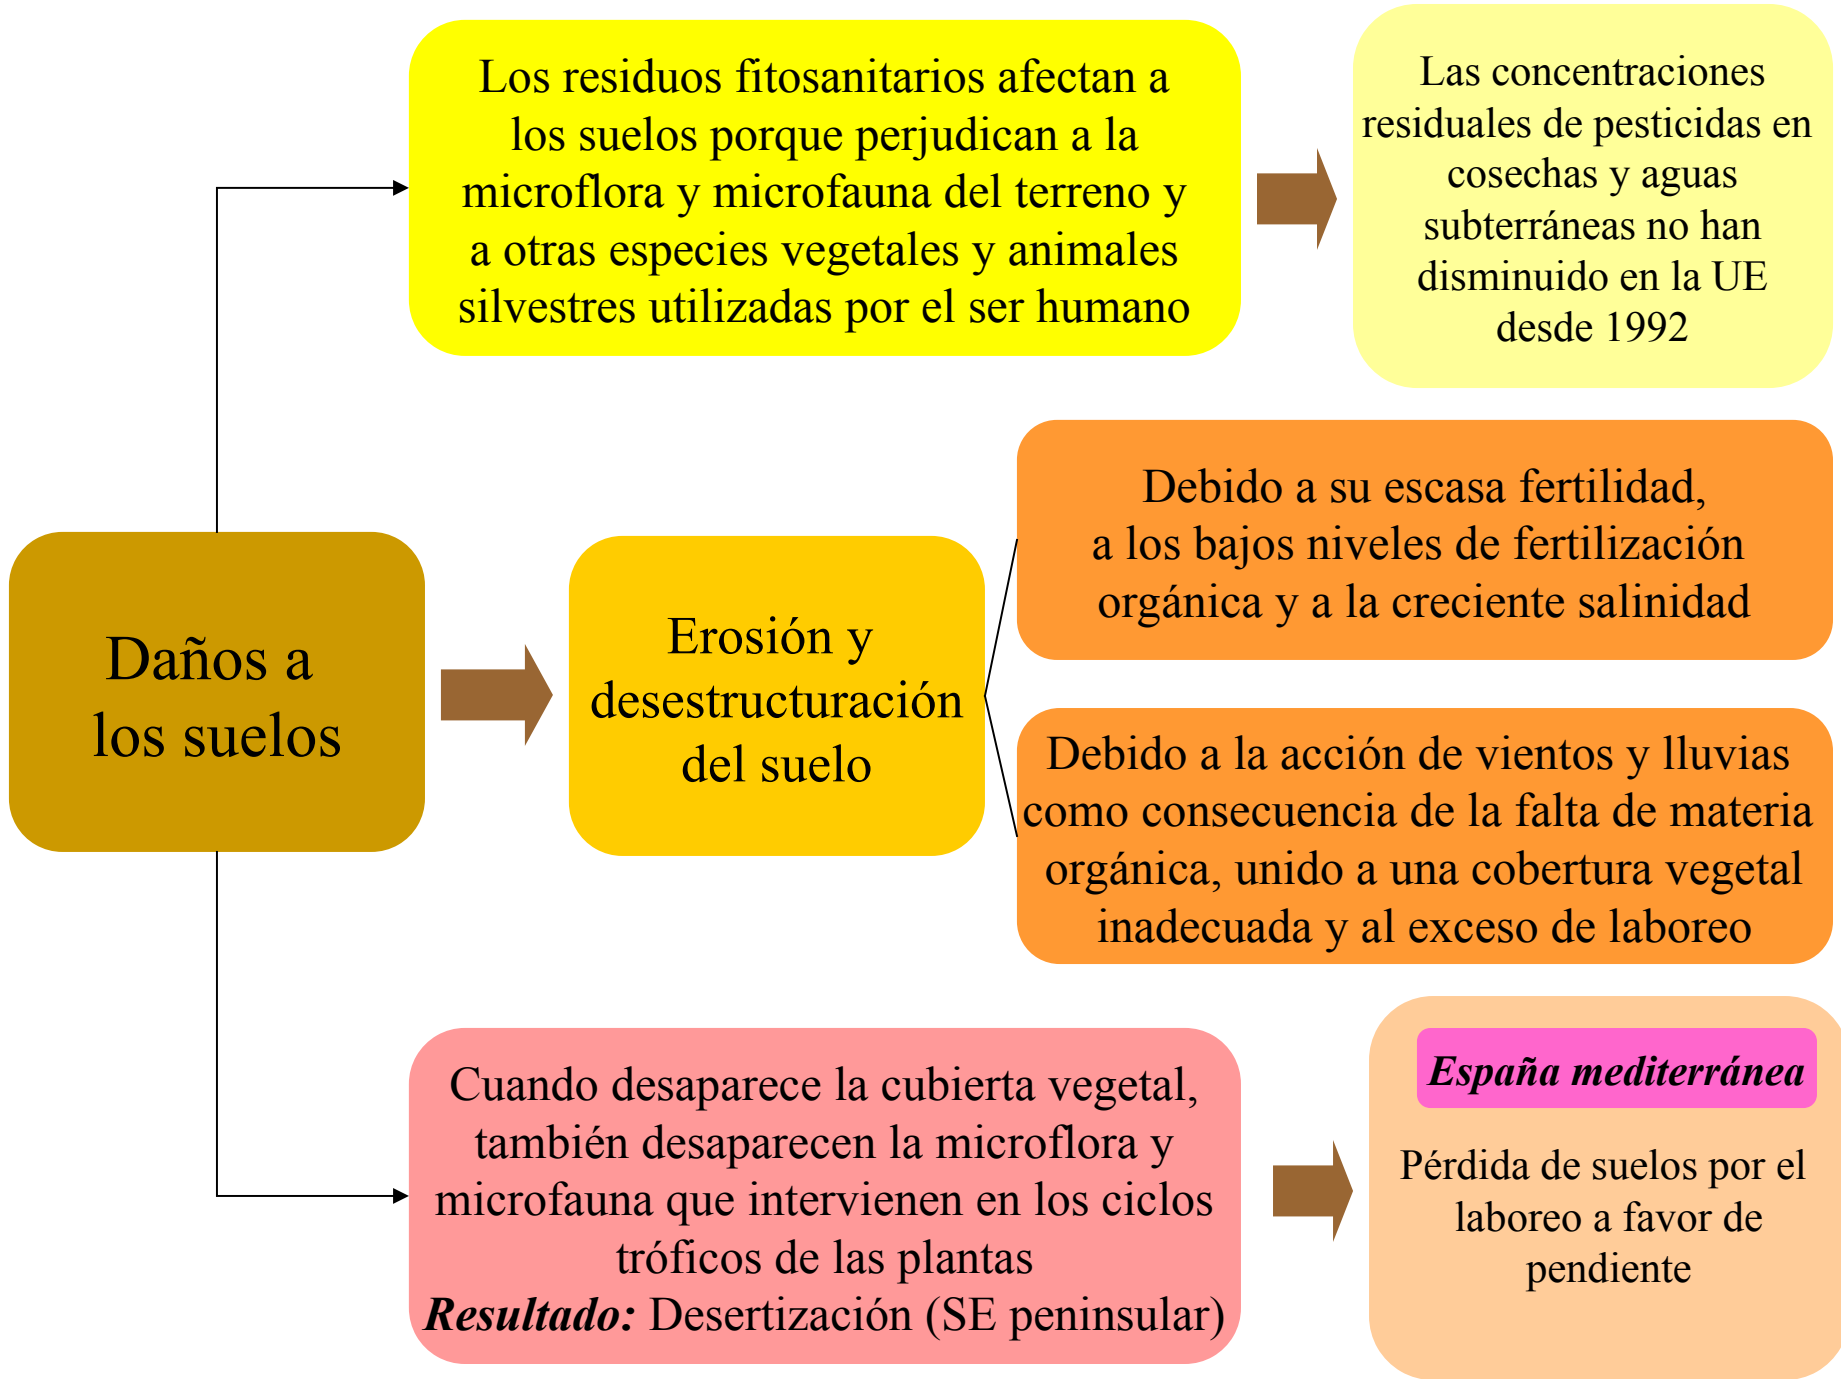 Los residuos fitosanitarios afectan a
los suelos porque perjudican a la
microflora y microfauna del terreno y
a otras especies vegetales y animales
silvestres utilizadas por el ser humano
Las concentraciones
residuales de pesticidas en
cosechas y aguas
subterráneas no han
disminuido en la UE
desde 1992
Daños a
los suelos
Erosión y
desestructuración
del suelo
Debido a su escasa fertilidad,
a los bajos niveles de fertilización
orgánica y a la creciente salinidad
Debido a la acción de vientos y lluvias
como consecuencia de la falta de materia
orgánica, unido a una cobertura vegetal
inadecuada y al exceso de laboreo
Cuando desaparece la cubierta vegetal,
también desaparecen la microflora y
microfauna que intervienen en los ciclos
tróficos de las plantas
Resultado: Desertización (SE peninsular)
España mediterránea
Pérdida de suelos por el
laboreo a favor de
pendiente